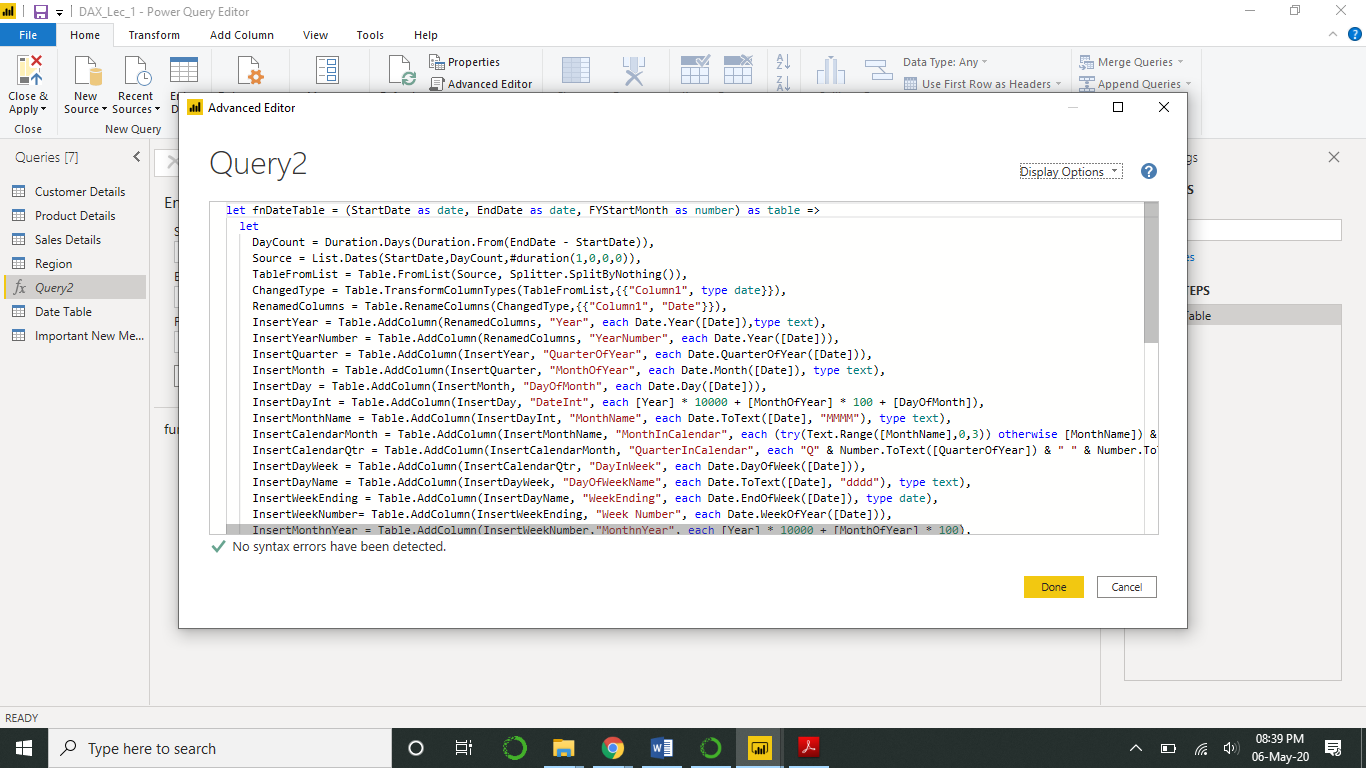 DAX_Lec_1 - Power Query Editor
File Home Transform Add Column View Tools Help
Close & Apply
New Source
Recent Sources
Properties
Advanced Editor
Data Type: Any
Use First Row as Headers
Merge Queries
Append Queries
Close
New Query
Queries [7]
Customer Details
Product Details
Sales Details
Region
fx Query2
Date Table
Important New Me...
Advanced Editor
Query2
Display Options
let fnDateTable = (StartDate as date, EndDate as date, FYStartMonth as number) as table =>
let
DayCount = Duration.Days(Duration.From(EndDate - StartDate)),
Source = List.Dates(StartDate,DayCount,#duration(1,0,0,0)),
TableFromList = Table.FromList(Source, Splitter.SplitByNothing()),
ChangedType = Table.TransformColumnTypes(TableFromList,{{"Column1", type date}}),
RenamedColumns = Table.RenameColumns(ChangedType,{{"Column1", "Date"}}),
InsertYear = Table.AddColumn(RenamedColumns, "Year", each Date.Year([Date]),type text),
InsertYearNumber = Table.AddColumn(RenamedColumns, "YearNumber", each Date.Year([Date])),
InsertQuarter = Table.AddColumn(InsertYear, "QuarterOfYear", each Date.QuarterOfYear([Date])),
InsertMonth = Table.AddColumn(InsertQuarter, "MonthOfYear", each Date.Month([Date]), type text),
InsertDay = Table.AddColumn(InsertMonth, "DayOfMonth", each Date.Day([Date])),
InsertDayInt = Table.AddColumn(InsertDay, "DateInt", each [Year] * 10000 + [MonthOfYear] * 100 + [DayOfMonth]),
InsertMonthName = Table.AddColumn(InsertDayInt, "MonthName", each Date.ToText([Date], "MMMM"), type text),
InsertCalendarMonth = Table.AddColumn(InsertMonthName, "MonthInCalendar", each (try(Text.Range([MonthName],0,3)) otherwise [MonthName]) &
InsertCalendarQtr = Table.AddColumn(InsertCalendarMonth, "QuarterInCalendar", each "Q" & Number.ToText([QuarterOfYear]) & " " & Number.To
InsertDayWeek = Table.AddColumn(InsertCalendarQtr, "DayInWeek", each Date.DayOfWeek([Date])),
InsertDayName = Table.AddColumn(InsertDayWeek, "DayOfWeekName", each Date.ToText([Date], "dddd"), type text),
InsertWeekEnding = Table.AddColumn(InsertDayName, "WeekEnding", each Date.EndOfWeek([Date]), type date),
InsertWeekNumber= Table.AddColumn(InsertWeekEnding, "Week Number", each Date.WeekOfYear([Date])),
InsertMonthnYear = Table.AddColumn(InsertWeekNumber,"MonthnYear", each [Year] * 10000 + [MonthOfYear] * 100),
No syntax errors have been detected.
Done Cancel
READY
Type here to search
08:39 PM
06-May-20